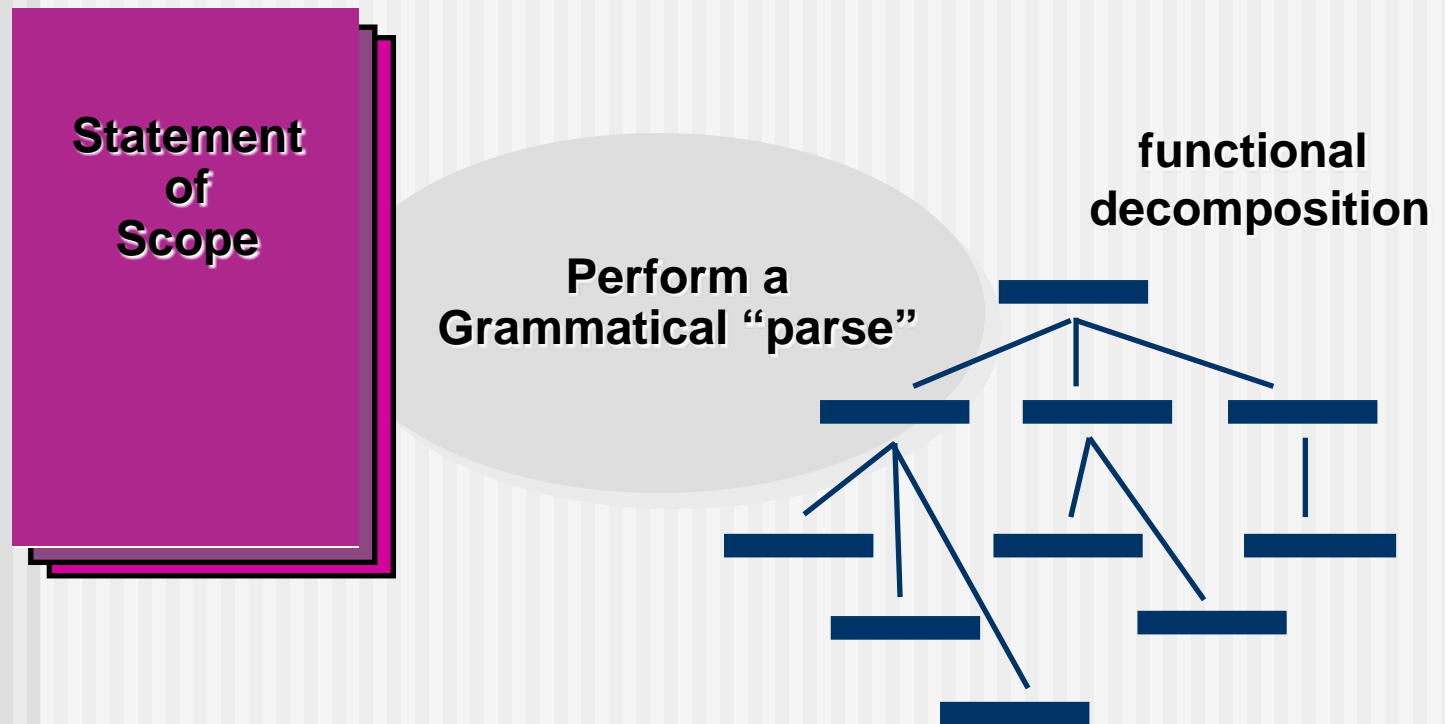 Statement
of
Scope
Perform a
Grammatical “parse”
functional
decomposition